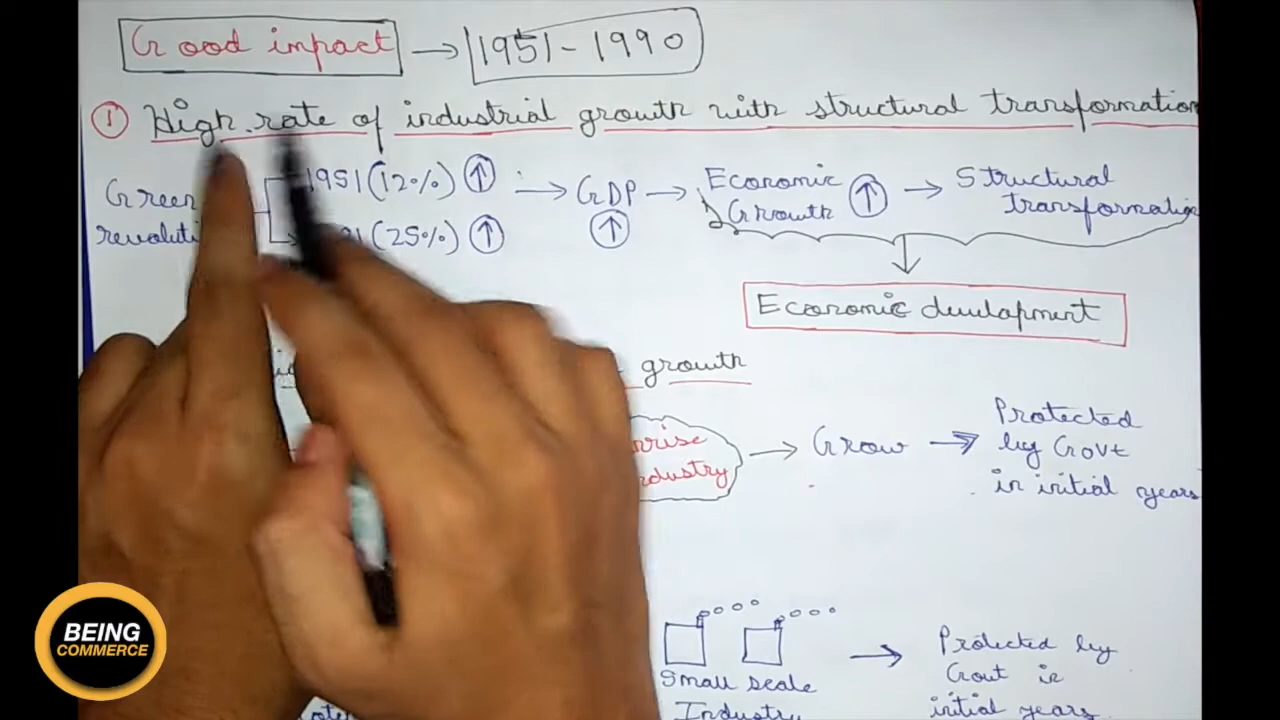 Good impact → 1951 - 1990
① High rate of industrial growth with structural transformation
Green 1951 (12%) ↑ → GDP ↑ → Economic Growth ↑ → Structural transformation
(25%) ↑
Economic development
growth
industry → Grow → Protected
by Govt
in initial years
Small scale
Industry
→ Protected by
Govt
initial years
BEING
COMMERCE